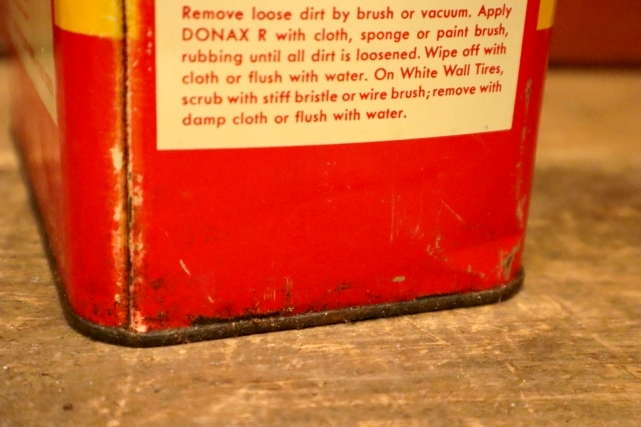 Remove loose dirt by brush or vacuum. Apply
DONAX R with cloth, sponge or paint brush,
rubbing until all dirt is loosened. Wipe off with
cloth or flush with water. On White Wall Tires,
scrub with stiff bristle or wire brush; remove with
damp cloth or flush with water.